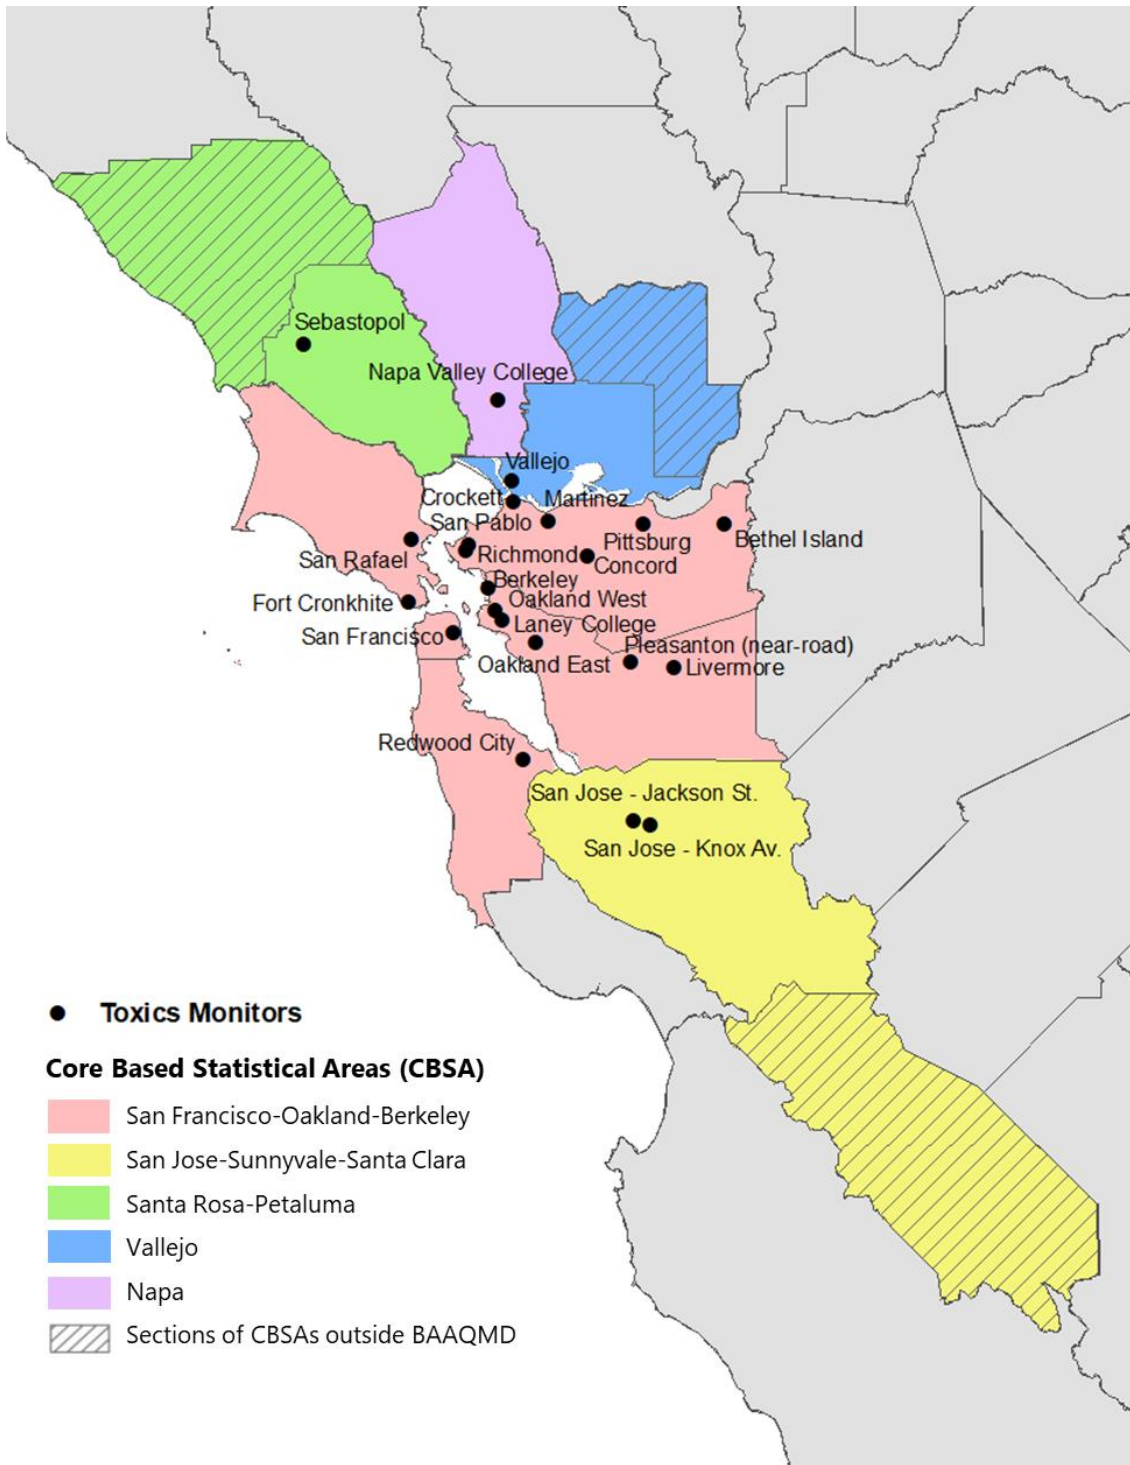 Sebastopol
Napa Valley College
Vallejo
Crockett
Martinez
San Pablo
Pittsburg
Bethel Island
San Rafael
Richmond
Concord
Berkeley
Fort Cronkhite
Oakland West
San Francisco
Laney College
Pleasanton (near-road)
Oakland East
Livermore
Redwood City
San Jose - Jackson St.
San Jose - Knox Av.
Toxics Monitors
Core Based Statistical Areas (CBSA)
San Francisco-Oakland-Berkeley
San Jose-Sunnyvale-Santa Clara
Santa Rosa-Petaluma
Vallejo
Napa
Sections of CBSAs outside BAAQMD